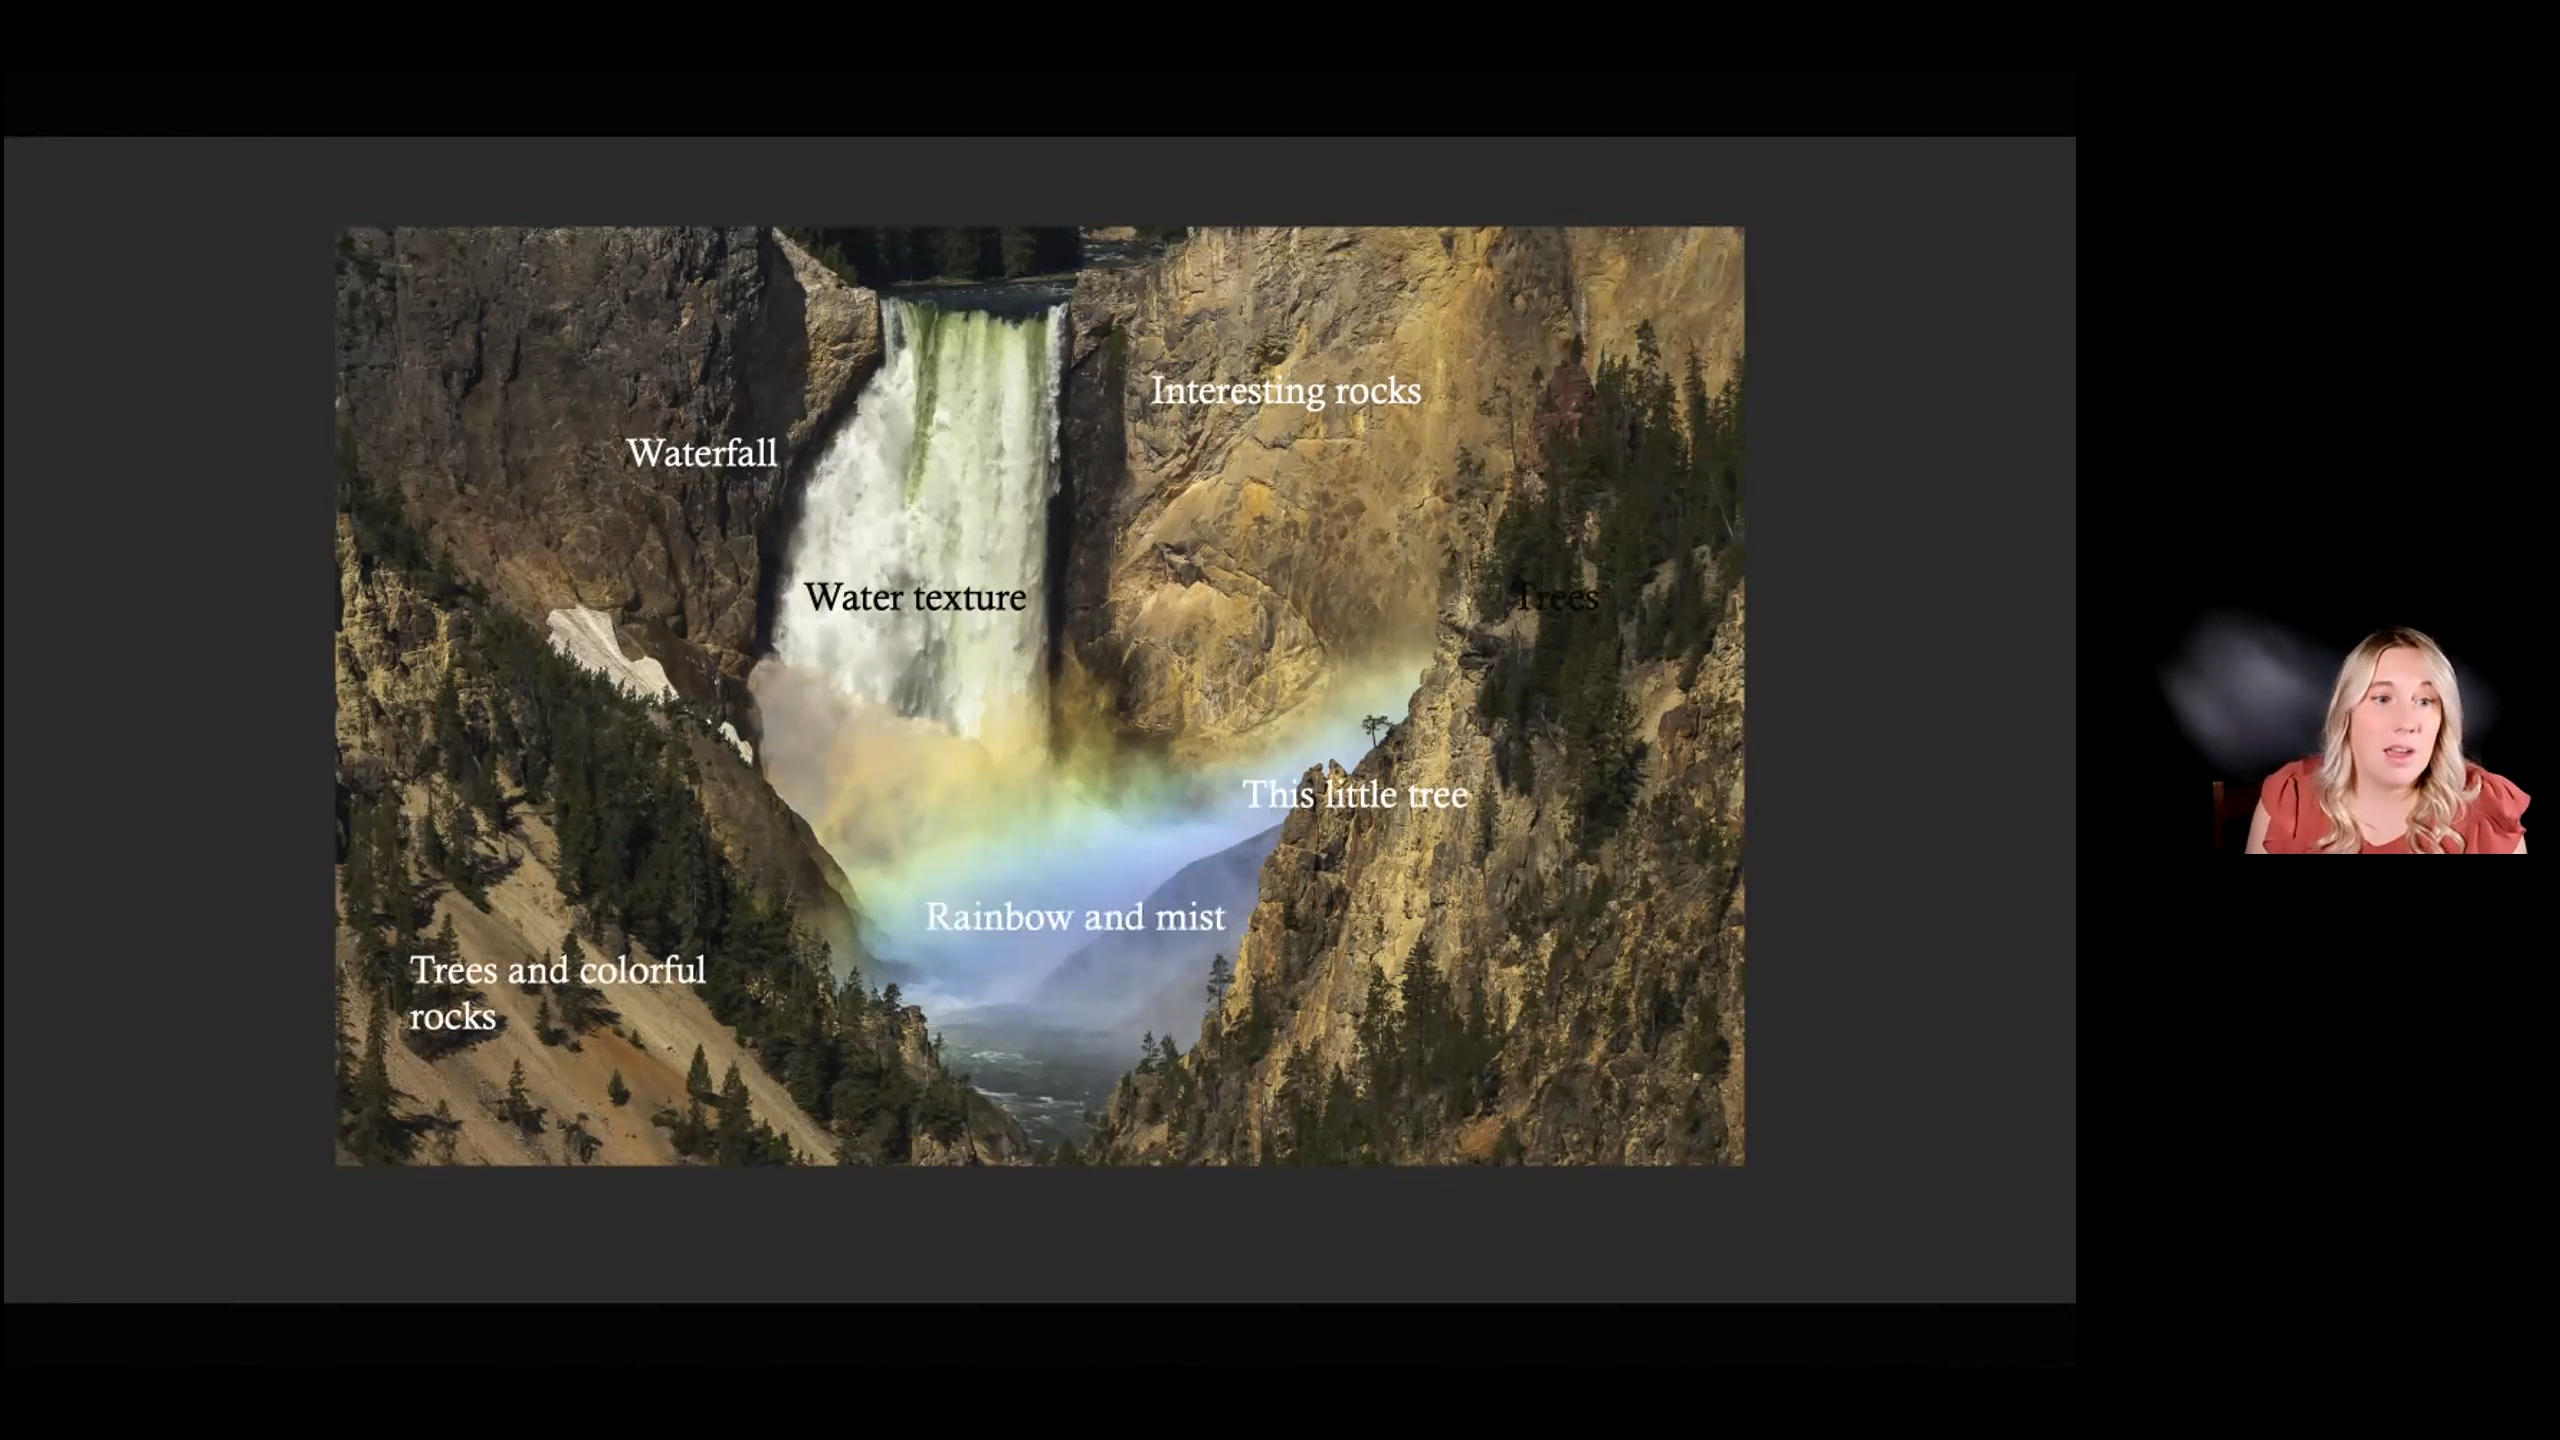 Interesting rocks
Waterfall
Water texture
Trees
This little tree
Rainbow and mist
Trees and colorful
rocks